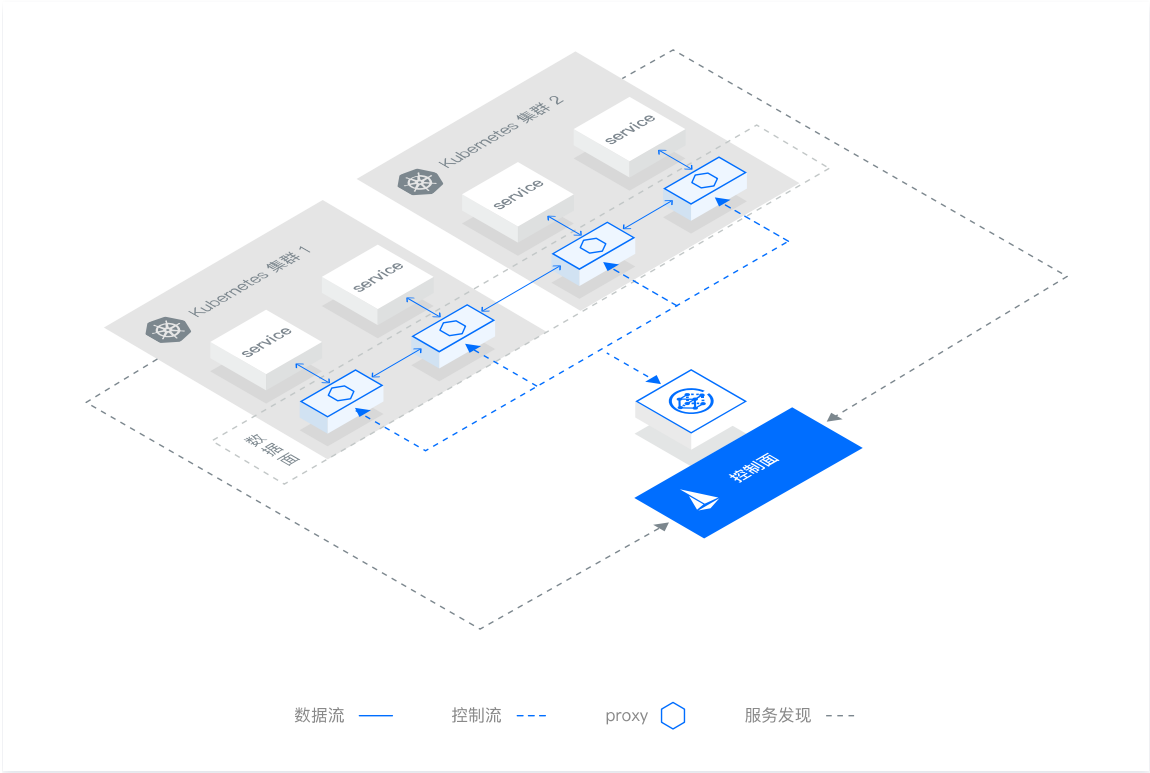 Kubernetes 集群 2
service
service
Kubernetes 集群 1
service
service
数据面
控制面
数据流
控制流
proxy
服务发现